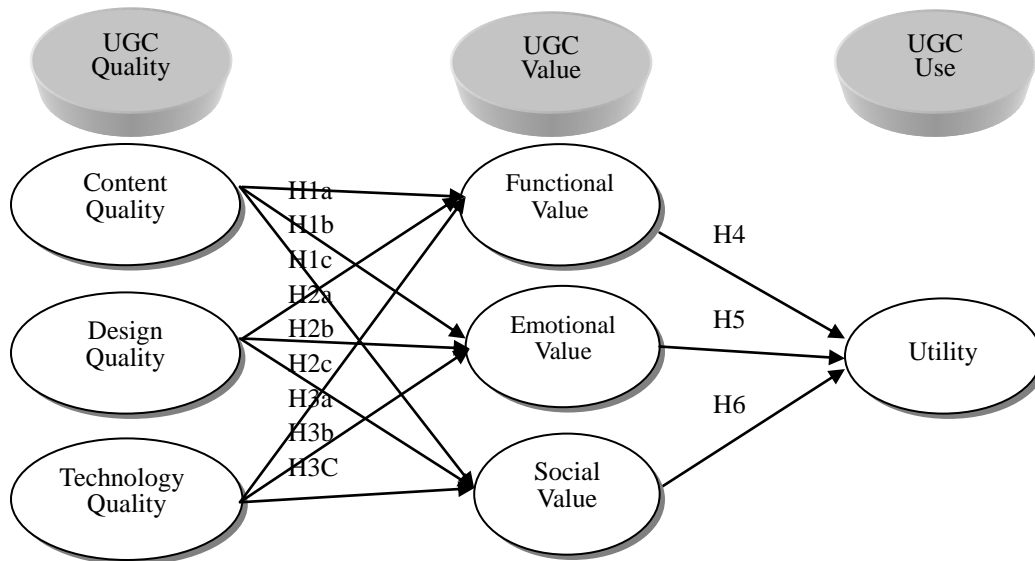 UGC
Quality
UGC
Value
UGC
Use
Content
Quality
Functional
Value
H1a
H1b
H1c
H2a
H2b
H2c
H3a
H3b
H3C
H4
H5
H6
Design
Quality
Emotional
Value
Utility
Technology
Quality
Social
Value